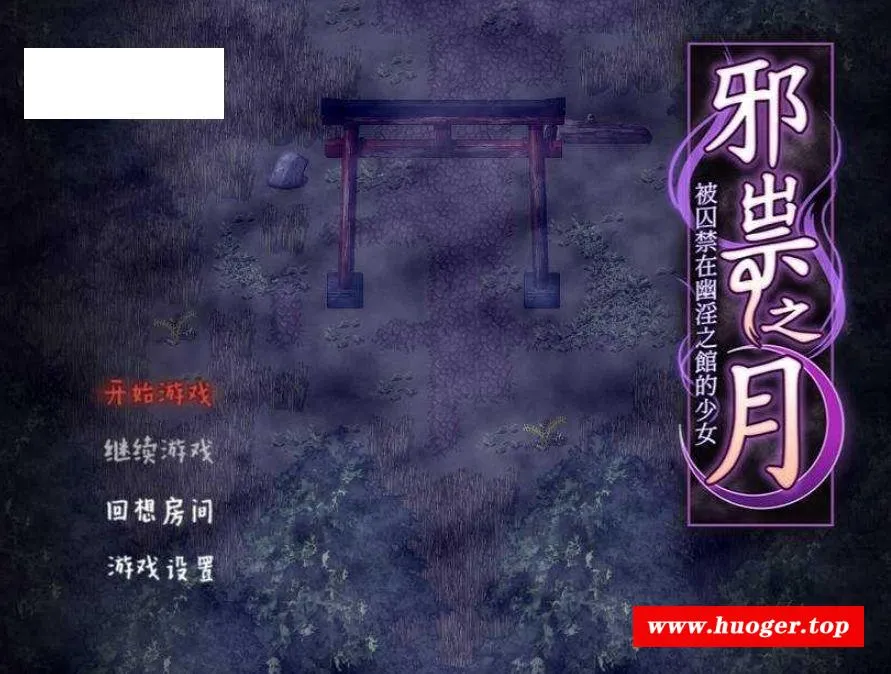 邪祟之月
被囚禁在幽淫之館的少女
开始游戏
继续游戏
回想房间
游戏设置
www.huoger.top